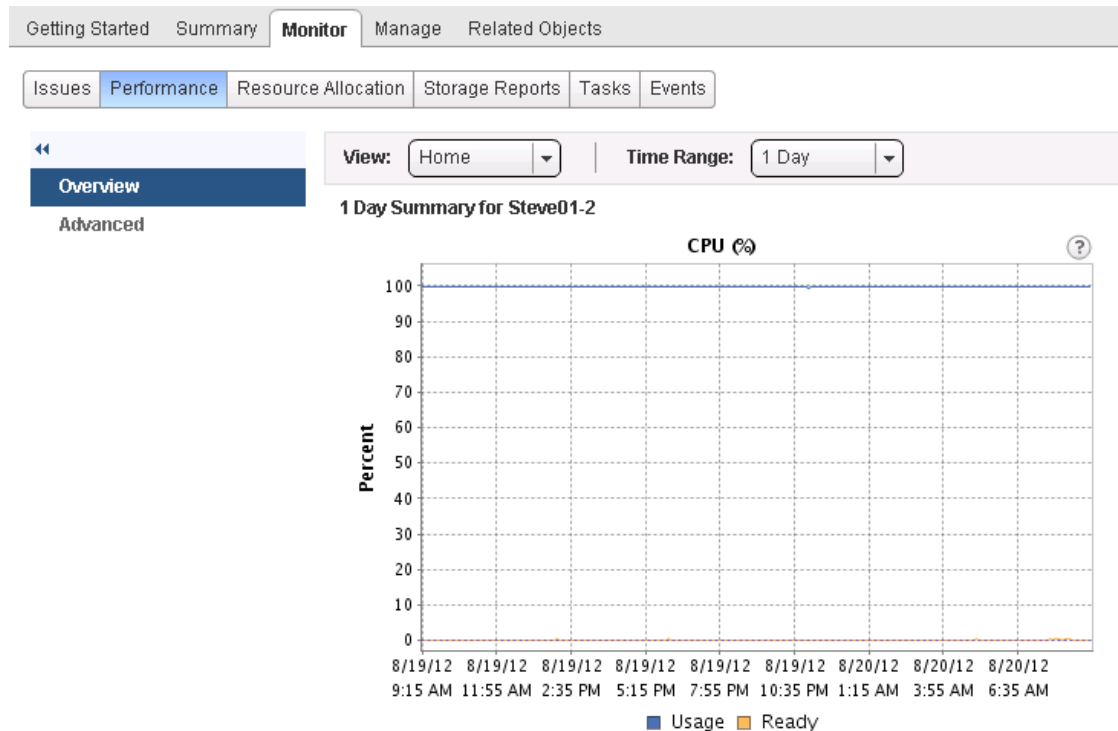 Getting Started Summary Monitor Manage Related Objects
Issues Performance Resource Allocation Storage Reports Tasks Events
Overview
Advanced
View: Home Time Range: 1 Day
1 Day Summary for Steve01-2
CPU (%) ?
Percent
100
90
80
70
60
50
40
30
20
10
0
8/19/12 8/19/12 8/19/12 8/19/12 8/19/12 8/19/12 8/20/12 8/20/12 8/20/12
9:15 AM 11:55 AM 2:35 PM 5:15 PM 7:55 PM 10:35 PM 1:15 AM 3:55 AM 6:35 AM
Usage Ready